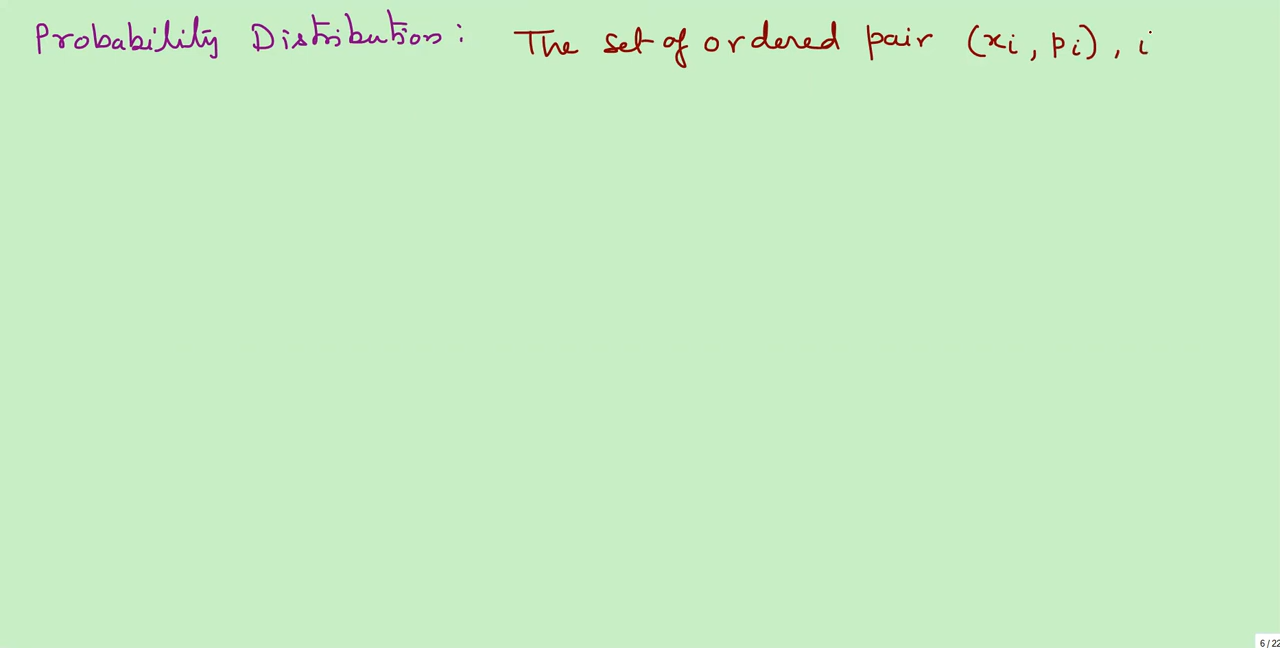 Probability Distribution: The set of ordered pair (xi, pi), i
6 / 22